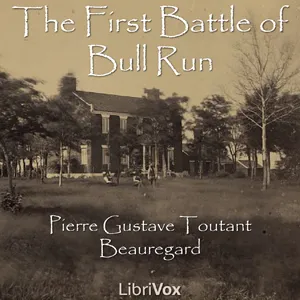 The First Battle of
Bull Run
Pierre Gustave Toutant
Beauregard
LibriVox